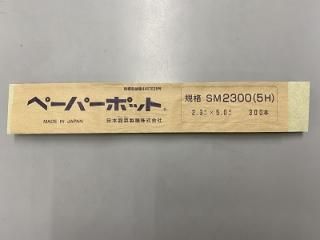 ペーパーポット®
MADE IN JAPAN
日本甜菜製糖株式会社
規格 SM2300(5H)
300本